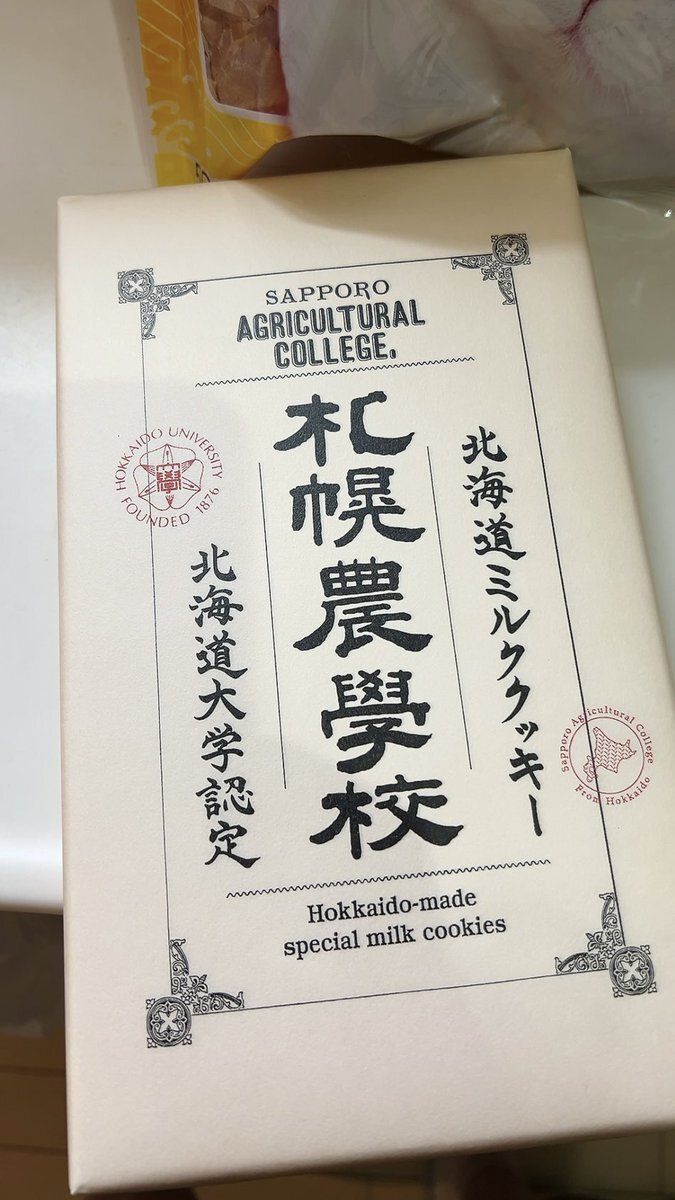 SAPPORO
AGRICULTURAL
COLLEGE.
北海道ミルククッキー
札幌農學校
北海道大学認定
HOKKAIDO UNIVERSITY
FOUNDED 1876
大學
Sapporo Agricultural College
From Hokkaido
Hokkaido-made
special milk cookies